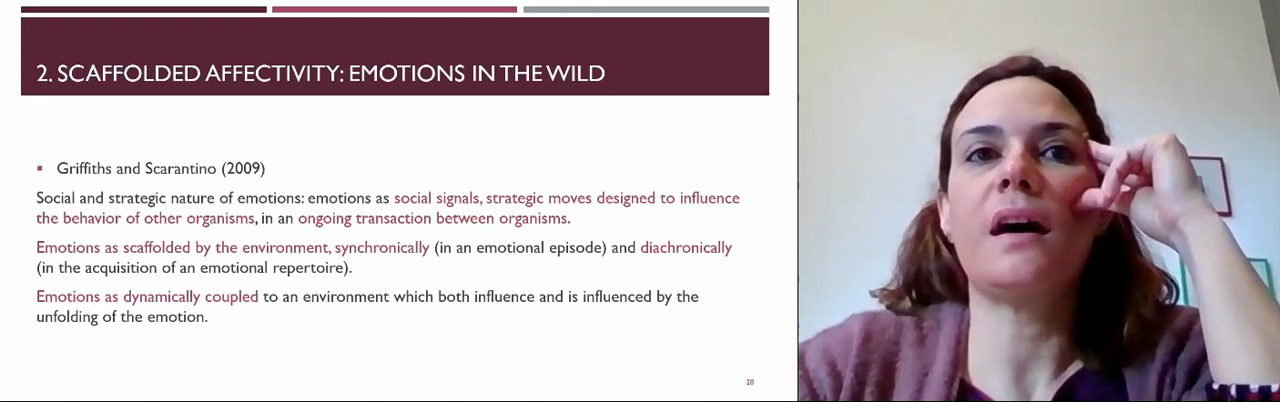 2. SCAFFOLDED AFFECTIVITY: EMOTIONS IN THE WILD
▪ Griffiths and Scarantino (2009)
Social and strategic nature of emotions: emotions as social signals, strategic moves designed to influence
the behavior of other organisms, in an ongoing transaction between organisms.
Emotions as scaffolded by the environment, synchronically (in an emotional episode) and diachronically
(in the acquisition of an emotional repertoire).
Emotions as dynamically coupled to an environment which both influence and is influenced by the
unfolding of the emotion.
28